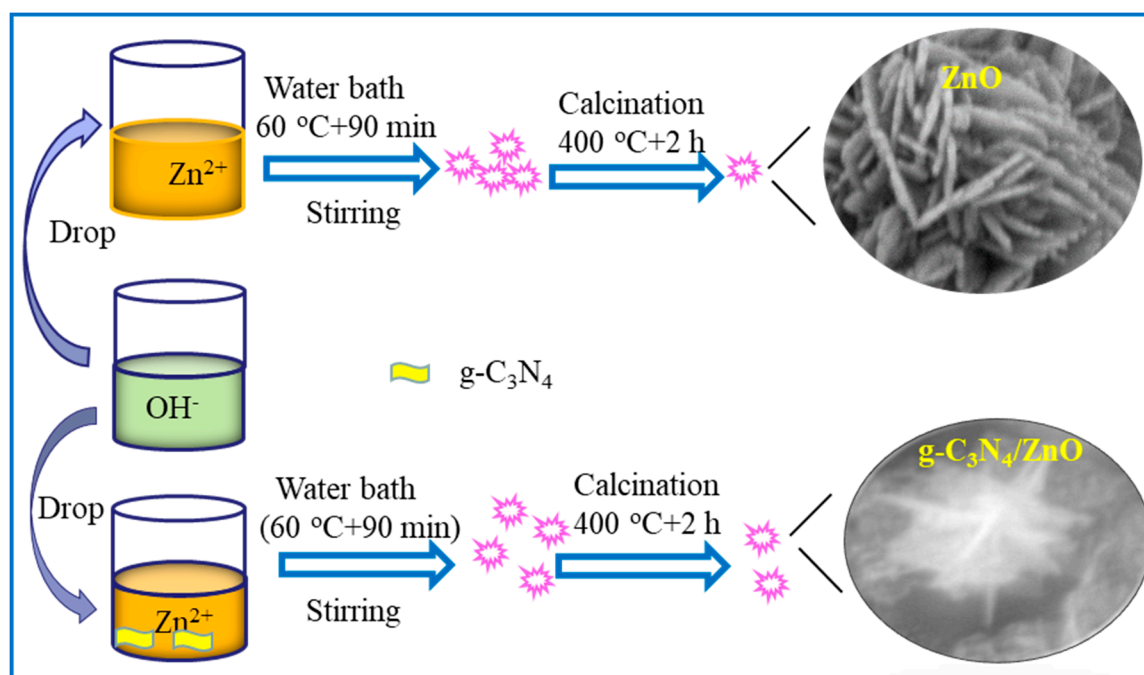 Water bath
60 °C+90 min
Stirring
Calcination
400 °C+2 h
ZnO
Zn²⁺
Drop
OH⁻
g-C₃N₄
Drop
Zn²⁺
Water bath
(60 °C+90 min)
Stirring
Calcination
400 °C+2 h
g-C₃N₄/ZnO